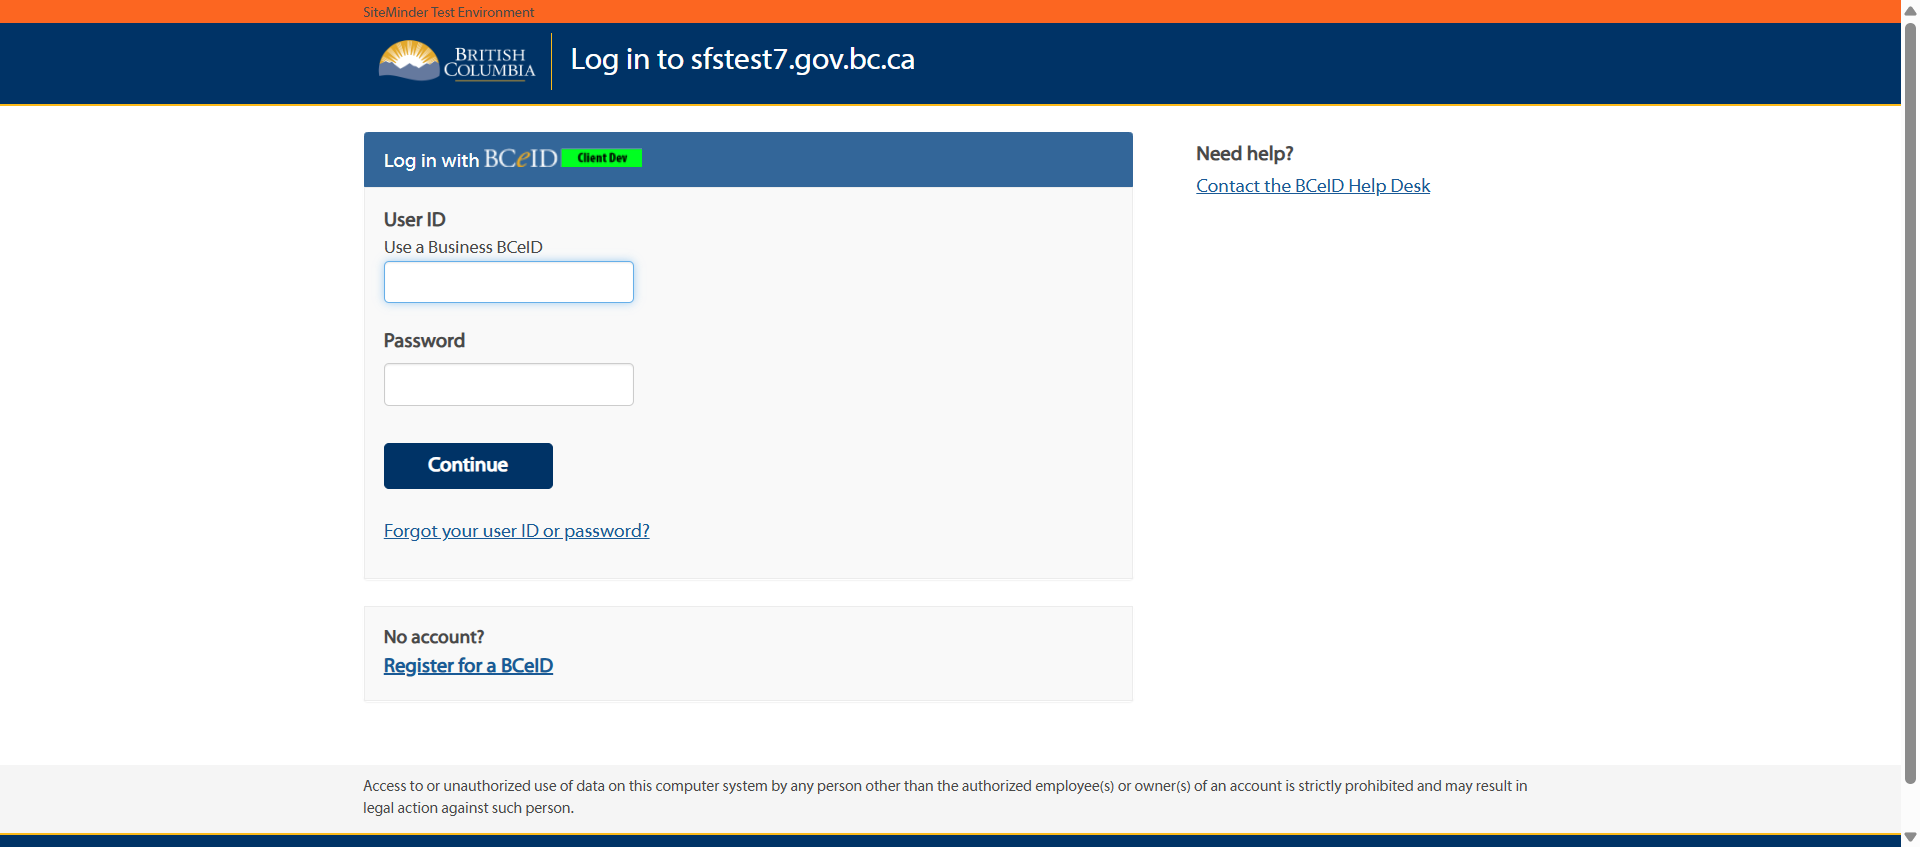 SiteMinder Test Environment
BRITISH
COLUMBIA
Log in to sfstest7.gov.bc.ca
Log in with BCeID Client Dev
Need help?
Contact the BCeID Help Desk
User ID
Use a Business BCeID
Password
Continue
Forgot your user ID or password?
No account?
Register for a BCeID
Access to or unauthorized use of data on this computer system by any person other than the authorized employee(s) or owner(s) of an account is strictly prohibited and may result in
legal action against such person.